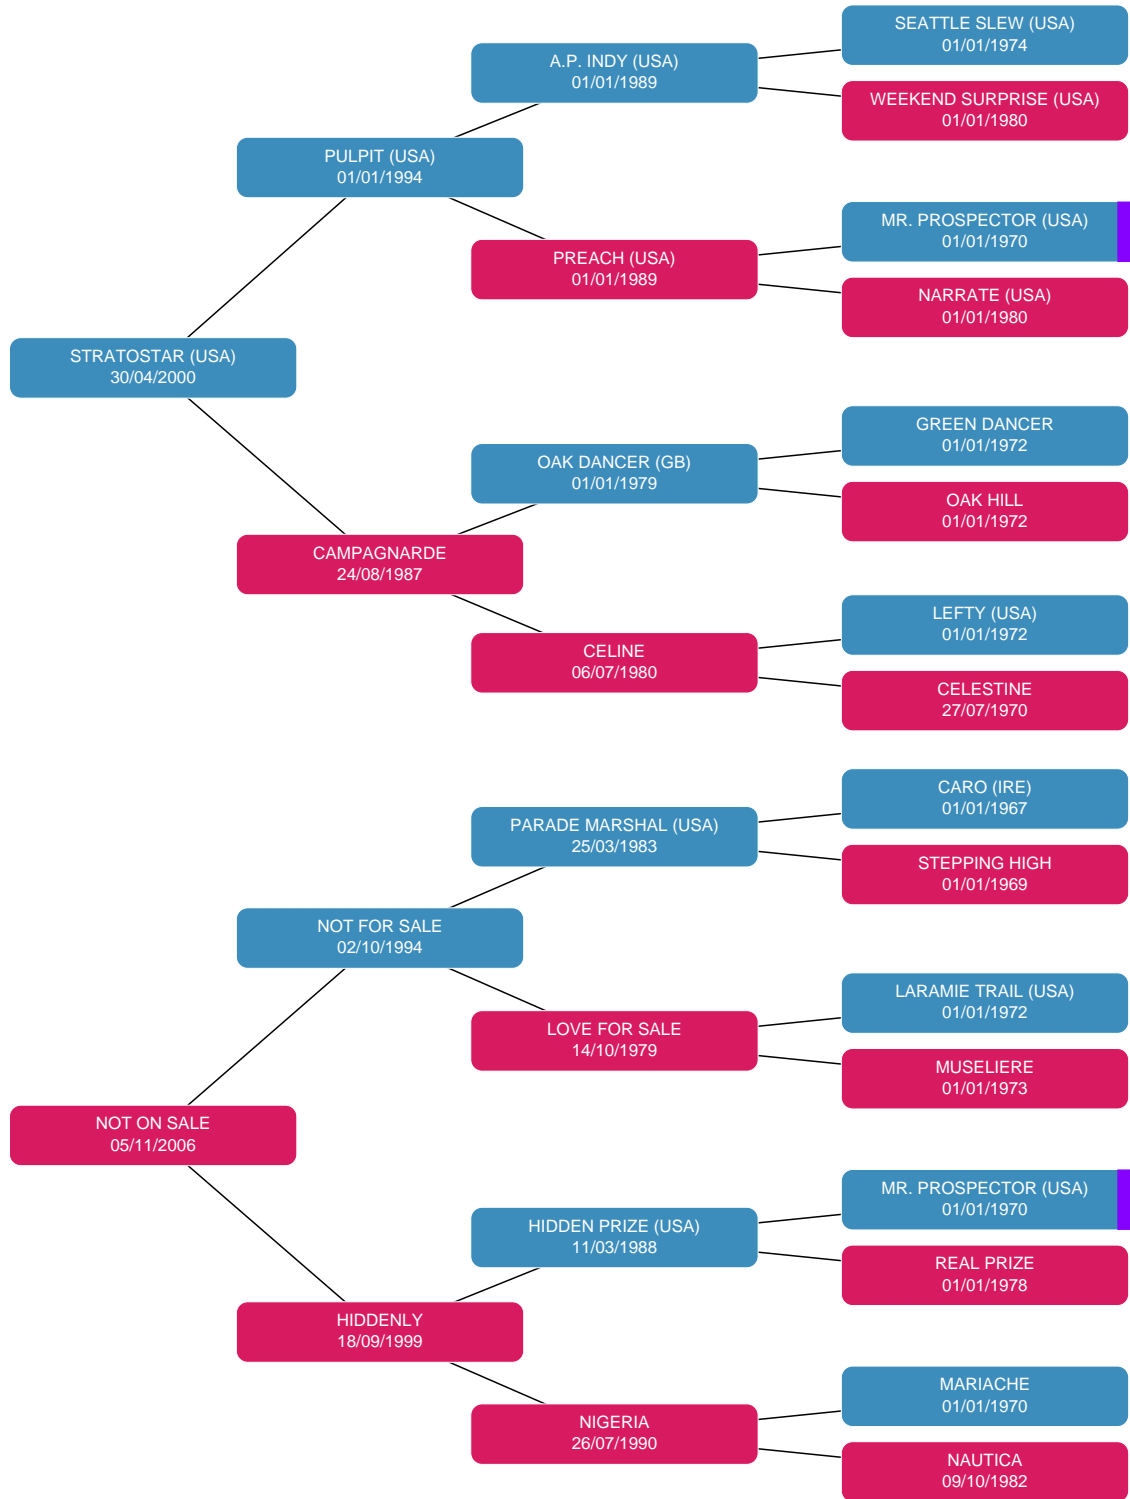 SEATTLE SLEW (USA)
01/01/1974
A.P. INDY (USA)
01/01/1989
WEEKEND SURPRISE (USA)
01/01/1980
PULPIT (USA)
01/01/1994
MR. PROSPECTOR (USA)
01/01/1970
PREACH (USA)
01/01/1989
NARRATE (USA)
01/01/1980
STRATOSTAR (USA)
30/04/2000
GREEN DANCER
01/01/1972
OAK DANCER (GB)
01/01/1979
OAK HILL
01/01/1972
CAMPAGNARDE
24/08/1987
LEFTY (USA)
01/01/1972
CELINE
06/07/1980
CELESTINE
27/07/1970
CARO (IRE)
01/01/1967
PARADE MARSHAL (USA)
25/03/1983
STEPPING HIGH
01/01/1969
NOT FOR SALE
02/10/1994
LARAMIE TRAIL (USA)
01/01/1972
LOVE FOR SALE
14/10/1979
MUSELIERE
01/01/1973
NOT ON SALE
05/11/2006
MR. PROSPECTOR (USA)
01/01/1970
HIDDEN PRIZE (USA)
11/03/1988
REAL PRIZE
01/01/1978
HIDDENLY
18/09/1999
MARIACHE
01/01/1970
NIGERIA
26/07/1990
NAUTICA
09/10/1982